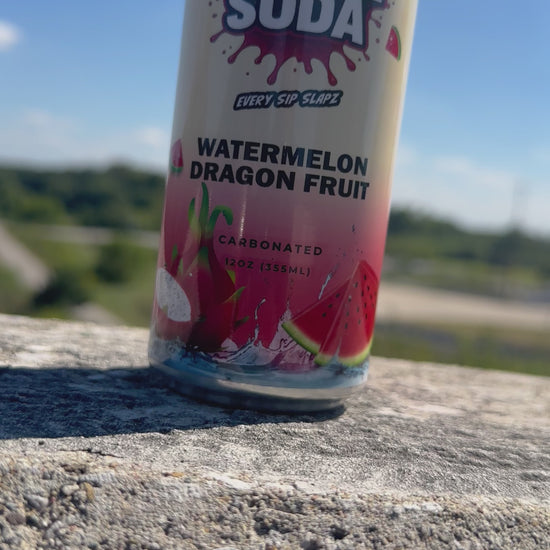 SODA
EVERY SIP SLAPZ
WATERMELON
DRAGON FRUIT
CARBONATED
12OZ (355ML)